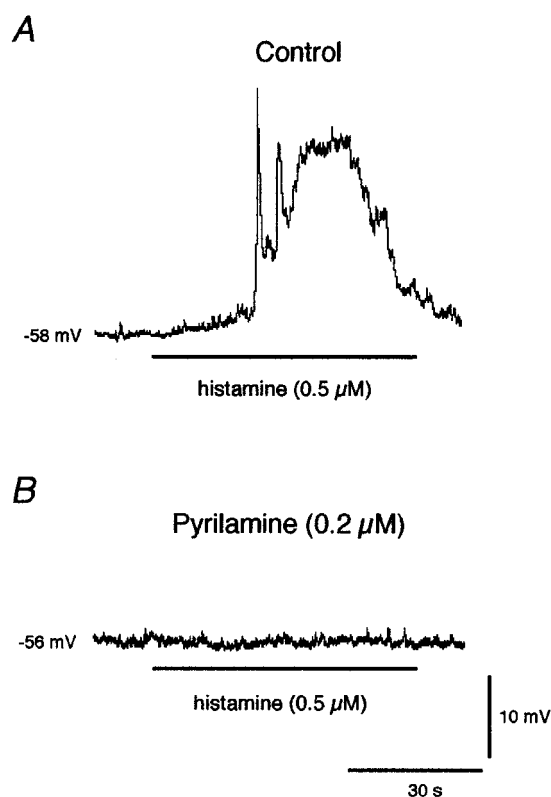 A
Control
-58 mV
histamine (0.5 µM)
B
Pyrilamine (0.2 µM)
-56 mV
histamine (0.5 µM)
10 mV
30 s